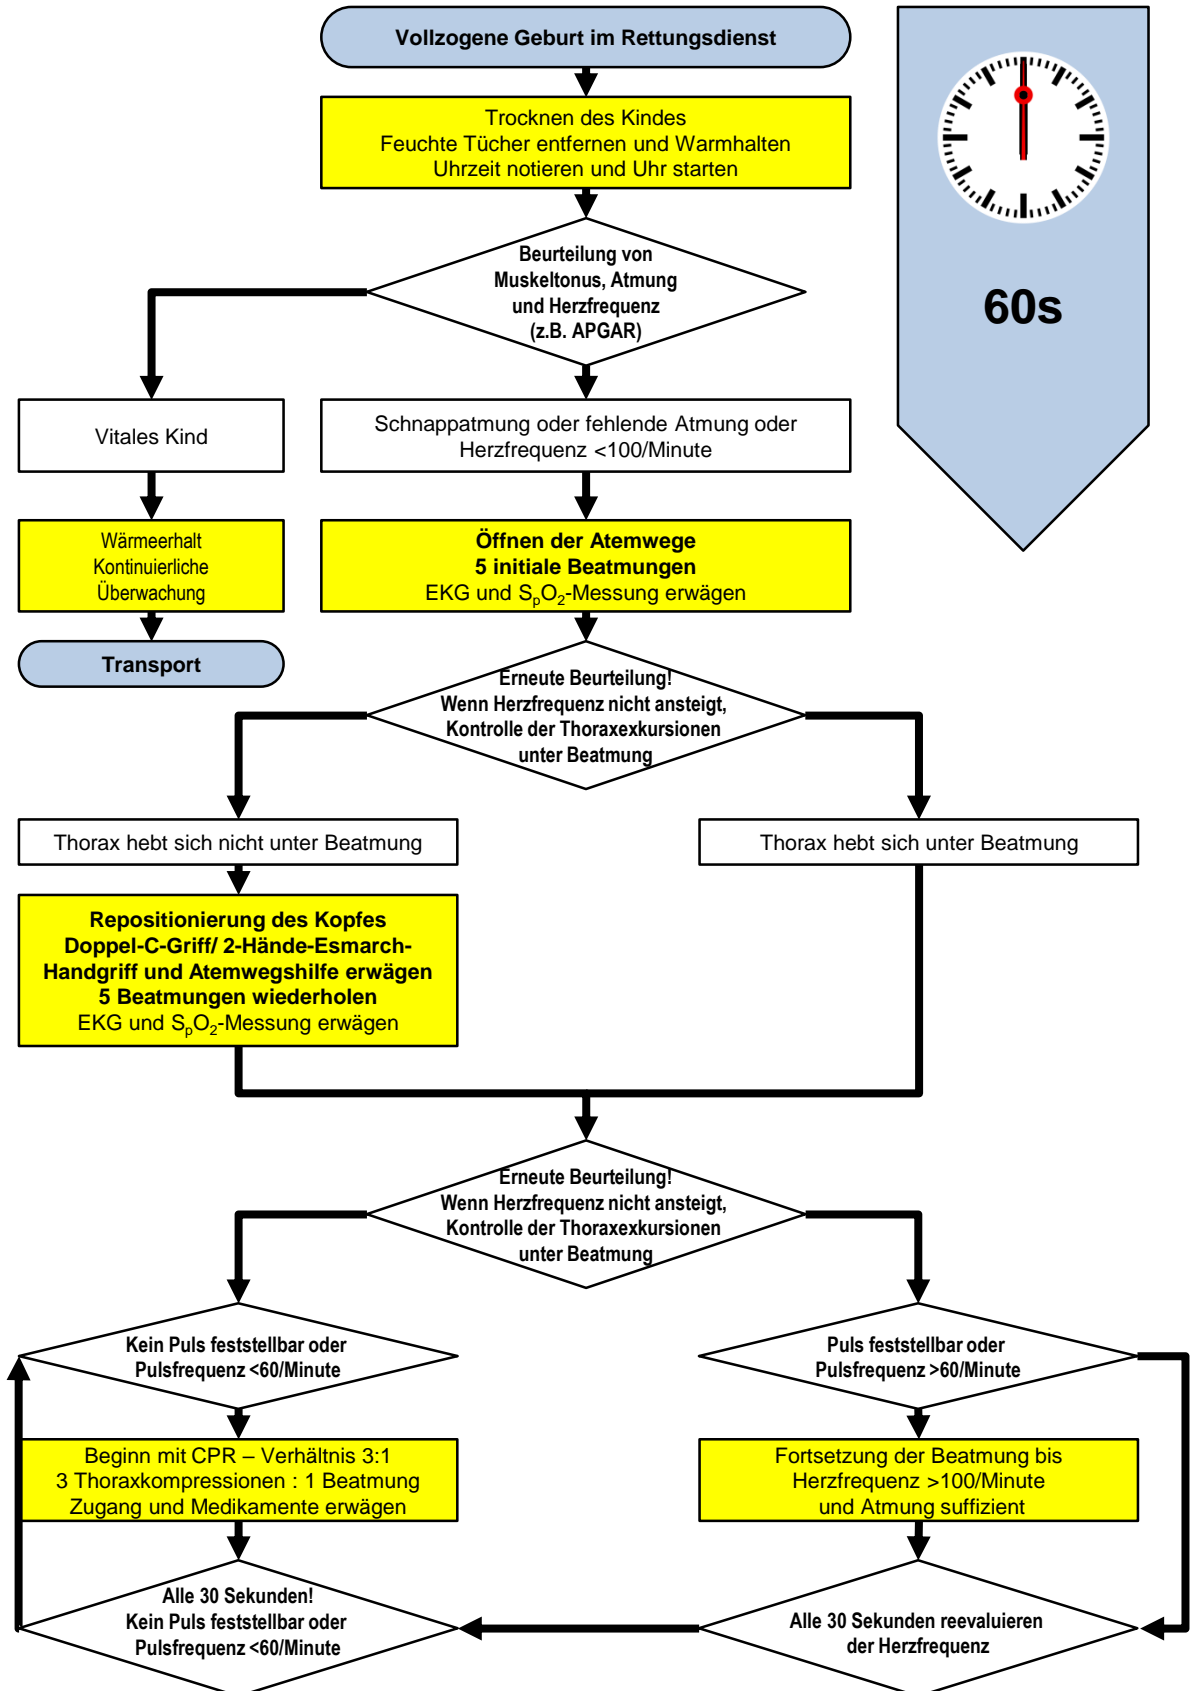 Vollzogene Geburt im Rettungsdienst
Trocknen des Kindes
Feuchte Tücher entfernen und Warmhalten
Uhrzeit notieren und Uhr starten
60s
Beurteilung von
Muskeltonus, Atmung
und Herzfrequenz
(z.B. APGAR)
Vitales Kind
Schnappatmung oder fehlende Atmung oder
Herzfrequenz <100/Minute
Wärmeerhalt
Kontinuierliche
Überwachung
Öffnen der Atemwege
5 initiale Beatmungen
EKG und SpO2-Messung erwägen
Transport
Erneute Beurteilung!
Wenn Herzfrequenz nicht ansteigt,
Kontrolle der Thoraxexkursionen
unter Beatmung
Thorax hebt sich nicht unter Beatmung
Thorax hebt sich unter Beatmung
Repositionierung des Kopfes
Doppel-C-Griff/ 2-Hände-Esmarch-
Handgriff und Atemwegshilfe erwägen
5 Beatmungen wiederholen
EKG und SpO2-Messung erwägen
Erneute Beurteilung!
Wenn Herzfrequenz nicht ansteigt,
Kontrolle der Thoraxexkursionen
unter Beatmung
Kein Puls feststellbar oder
Pulsfrequenz <60/Minute
Puls feststellbar oder
Pulsfrequenz >60/Minute
Beginn mit CPR – Verhältnis 3:1
3 Thoraxkompressionen : 1 Beatmung
Zugang und Medikamente erwägen
Fortsetzung der Beatmung bis
Herzfrequenz >100/Minute
und Atmung suffizient
Alle 30 Sekunden!
Kein Puls feststellbar oder
Pulsfrequenz <60/Minute
Alle 30 Sekunden reevaluieren
der Herzfrequenz